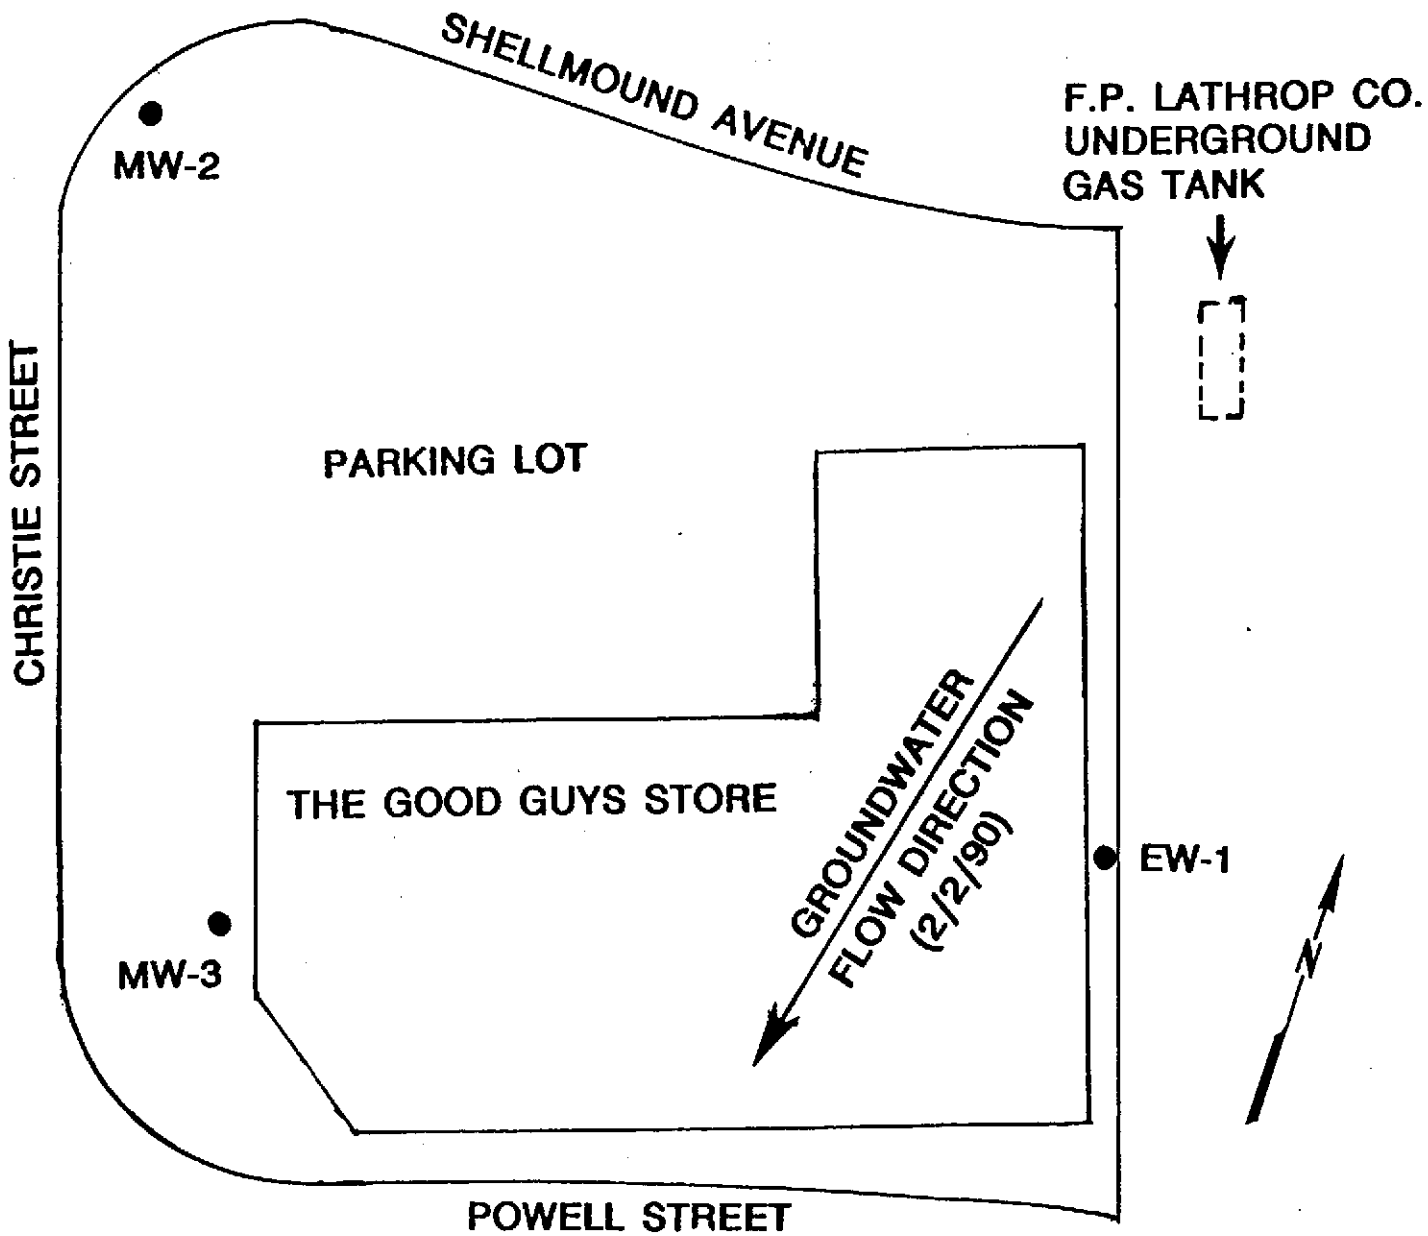 SHELLMOUND AVENUE
F.P. LATHROP CO.
UNDERGROUND
GAS TANK
MW-2
CHRISTIE STREET
PARKING LOT
THE GOOD GUYS STORE
GROUNDWATER
FLOW DIRECTION
(2/2/90)
EW-1
MW-3
N
POWELL STREET